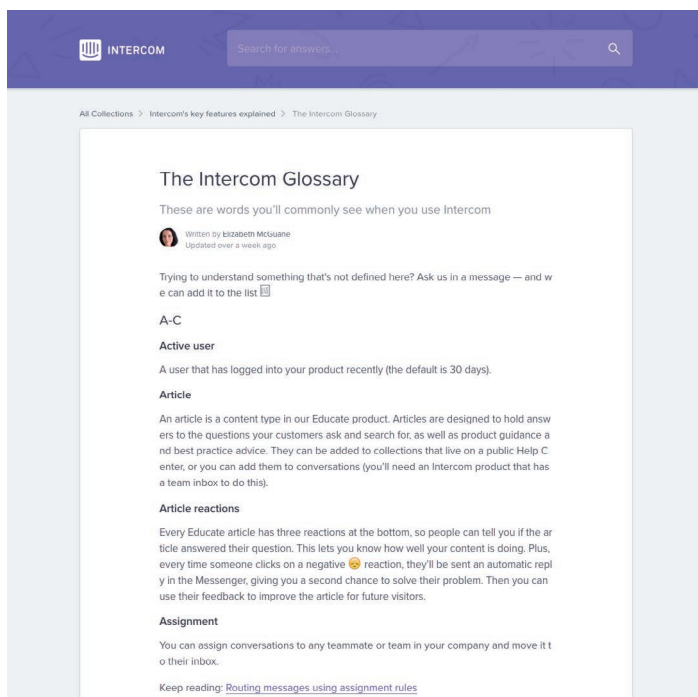 INTERCOM
Search for answers...
All Collections > Intercom's key features explained > The Intercom Glossary
The Intercom Glossary
These are words you'll commonly see when you use Intercom
Written by Elizabeth McGuane
Updated over a week ago
Trying to understand something that's not defined here? Ask us in a message — and w
e can add it to the list
A-C
Active user
A user that has logged into your product recently (the default is 30 days).
Article
An article is a content type in our Educate product. Articles are designed to hold answ
ers to the questions your customers ask and search for, as well as product guidance a
nd best practice advice. They can be added to collections that live on a public Help C
enter, or you can add them to conversations (you'll need an Intercom product that has
a team inbox to do this).
Article reactions
Every Educate article has three reactions at the bottom, so people can tell you if the ar
ticle answered their question. This lets you know how well your content is doing. Plus,
every time someone clicks on a negative 😞 reaction, they'll be sent an automatic repl
y in the Messenger, giving you a second chance to solve their problem. Then you can
use their feedback to improve the article for future visitors.
Assignment
You can assign conversations to any teammate or team in your company and move it t
o their inbox.
Keep reading: Routing messages using assignment rules